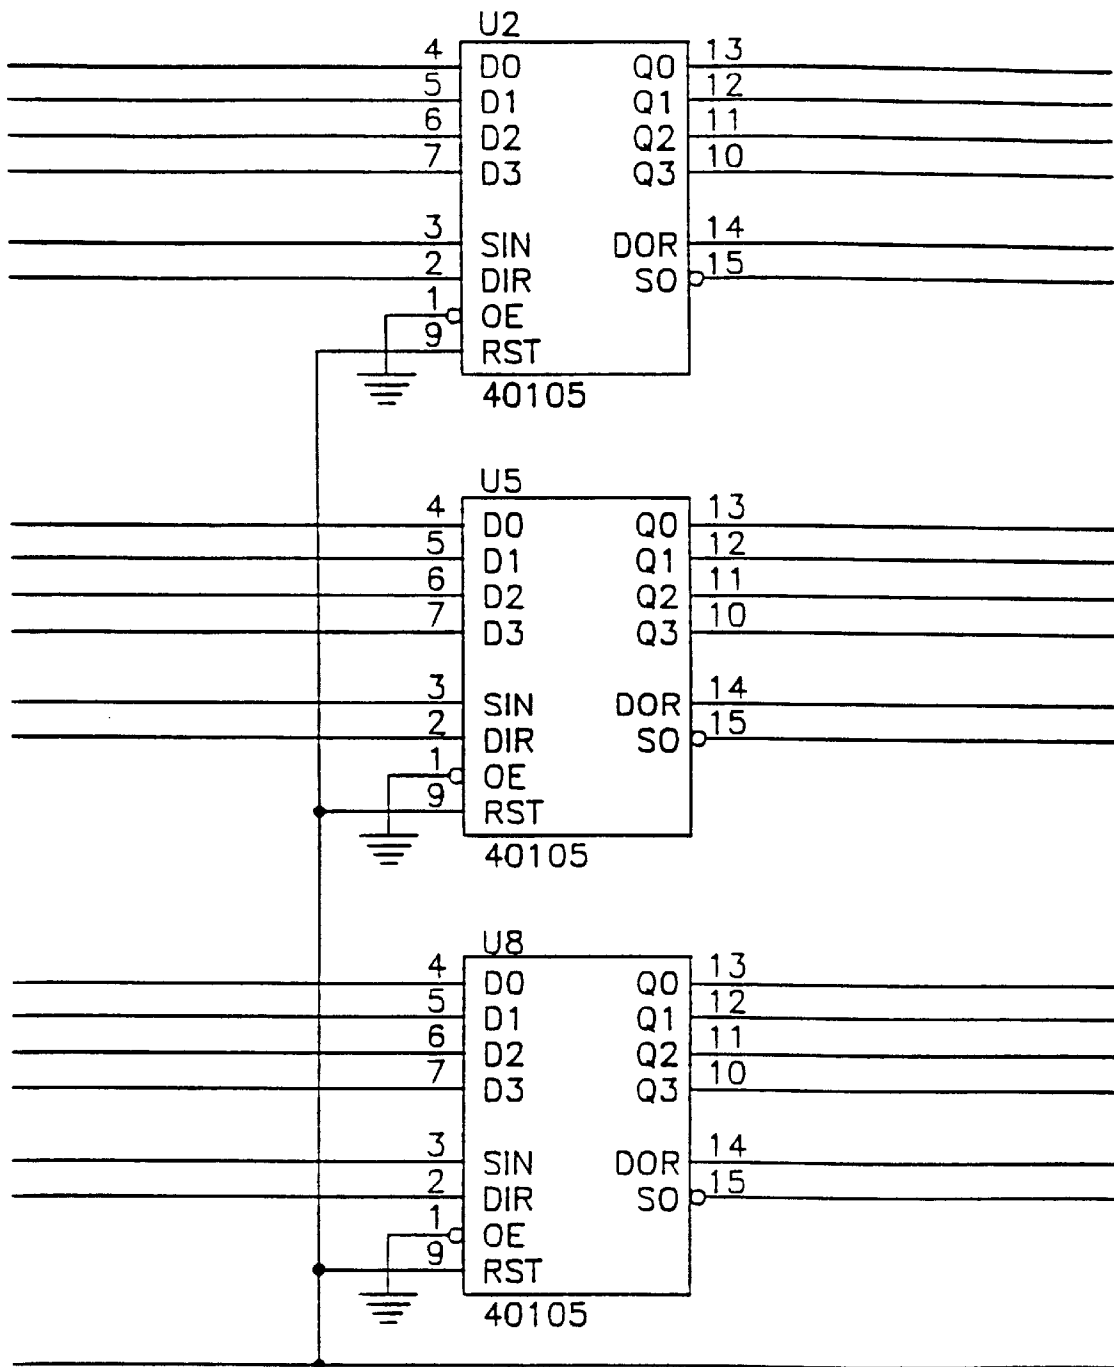 U2
4 D0 Q0 13
5 D1 Q1 12
6 D2 Q2 11
7 D3 Q3 10
3 SIN DOR 14
2 DIR SO 15
1 OE
9 RST
40105
U5
4 D0 Q0 13
5 D1 Q1 12
6 D2 Q2 11
7 D3 Q3 10
3 SIN DOR 14
2 DIR SO 15
1 OE
9 RST
40105
U8
4 D0 Q0 13
5 D1 Q1 12
6 D2 Q2 11
7 D3 Q3 10
3 SIN DOR 14
2 DIR SO 15
1 OE
9 RST
40105